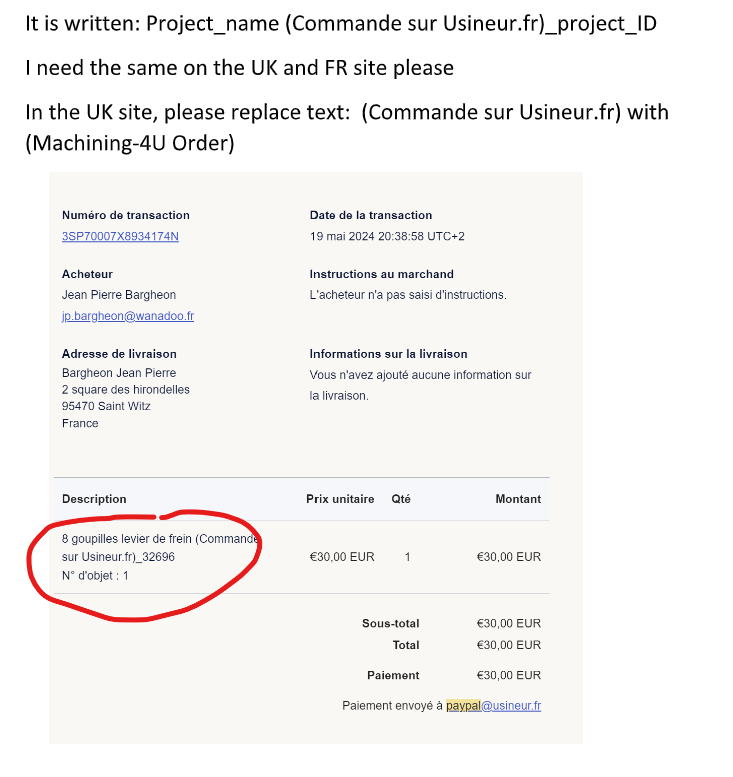 It is written: Project_name (Commande sur Usineur.fr)_project_ID
I need the same on the UK and FR site please
In the UK site, please replace text:  (Commande sur Usineur.fr) with
(Machining-4U Order)
Numéro de transaction
3SP70007X8934174N
Date de la transaction
19 mai 2024 20:38:58 UTC+2
Acheteur
Jean Pierre Bargheon
jp.bargheon@wanadoo.fr
Instructions au marchand
L'acheteur n'a pas saisi d'instructions.
Adresse de livraison
Bargheon Jean Pierre
2 square des hirondelles
95470 Saint Witz
France
Informations sur la livraison
Vous n'avez ajouté aucune information sur
la livraison.
Description Prix unitaire Qté Montant
8 goupilles levier de frein (Commande
sur Usineur.fr)_32696 €30,00 EUR 1 €30,00 EUR
N° d'objet : 1
Sous-total €30,00 EUR
Total €30,00 EUR
Paiement €30,00 EUR
Paiement envoyé à paypal@usineur.fr